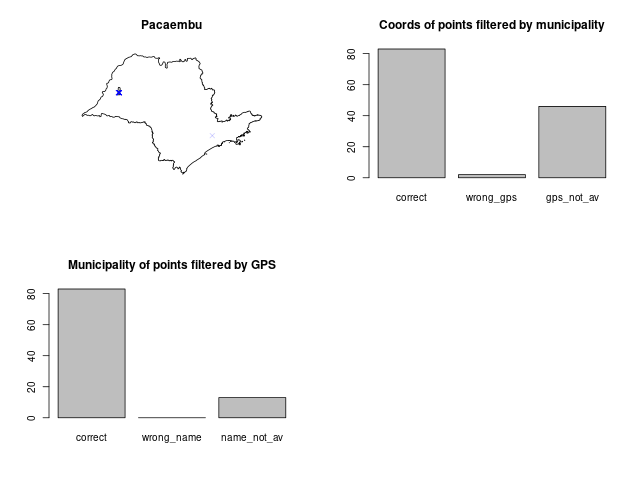 Pacaembu
Coords of points filtered by municipality
80
60
40
20
0
correct wrong_gps gps_not_av
Municipality of points filtered by GPS
80
60
40
20
0
correct wrong_name name_not_av